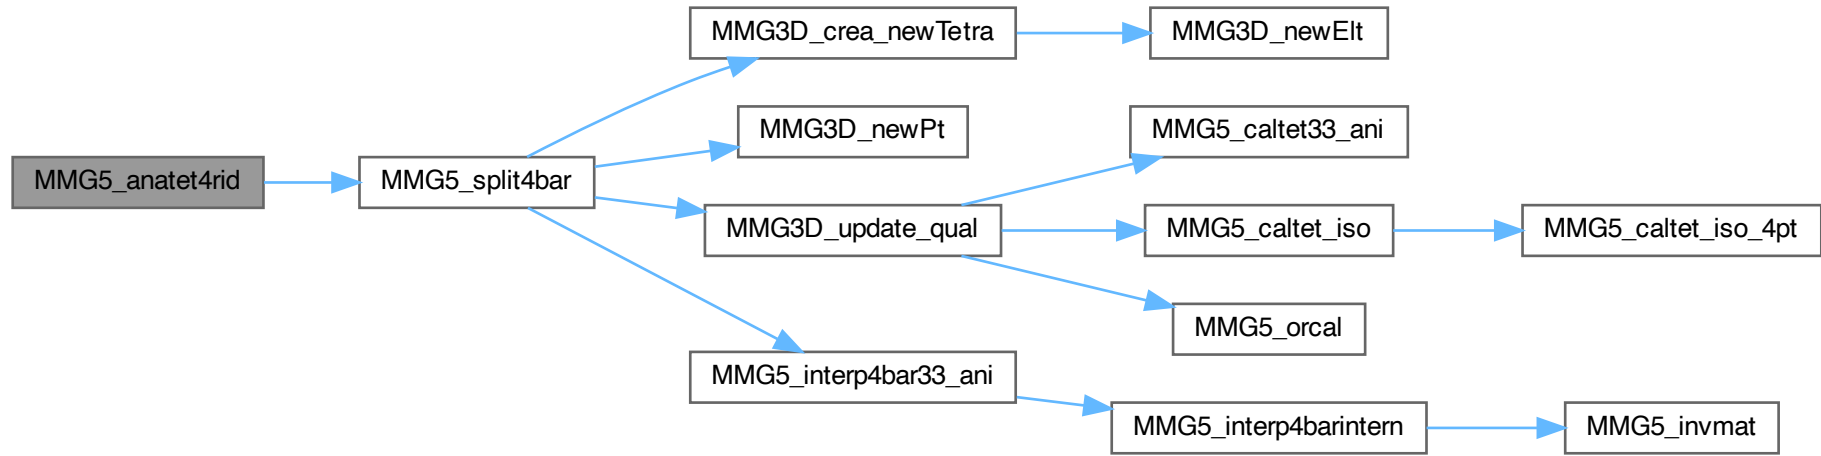 MMG5_anatet4rid
MMG5_split4bar
MMG3D_crea_newTetra
MMG3D_newElt
MMG3D_newPt
MMG3D_update_qual
MMG5_caltet33_ani
MMG5_caltet_iso
MMG5_caltet_iso_4pt
MMG5_orcal
MMG5_interp4bar33_ani
MMG5_interp4barintern
MMG5_invmat